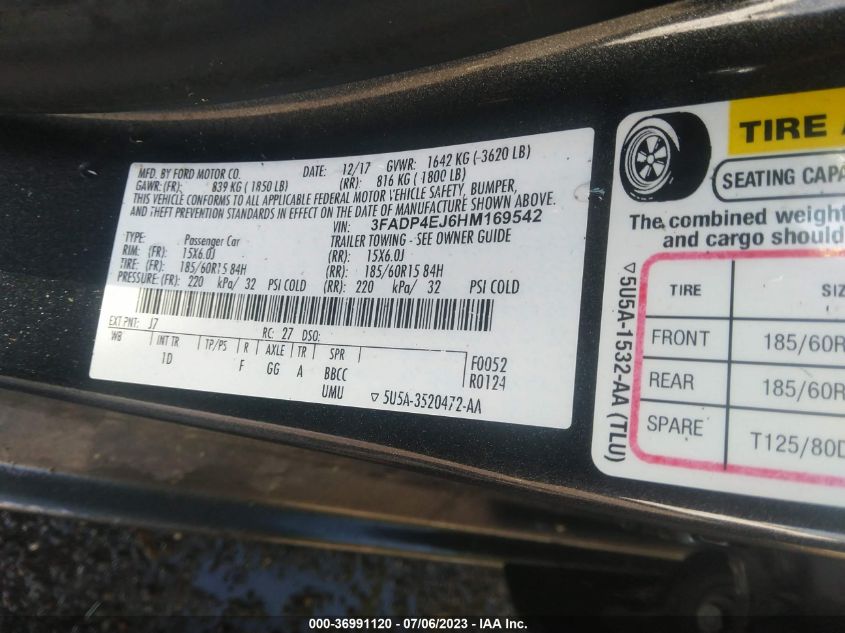 MFD. BY FORD MOTOR CO. DATE: 12/17 GVWR: 1642 KG (-3620 LB)
GAWR: (FR): 839 KG ( 1850 LB) (RR): 816 KG ( 1800 LB)
THIS VEHICLE CONFORMS TO ALL APPLICABLE FEDERAL MOTOR VEHICLE SAFETY, BUMPER,
AND THEFT PREVENTION STANDARDS IN EFFECT ON THE DATE OF MANUFACTURE SHOWN ABOVE.
VIN: 3FADP4EJ6HM169542
TYPE: Passenger Car TRAILER TOWING - SEE OWNER GUIDE
RIM: (FR): 15X6.0J (RR): 15X6.0J
TIRE: (FR): 185/60R15 84H (RR): 185/60R15 84H
PRESSURE: (FR): 220 kPa/ 32 PSI COLD (RR): 220 kPa/ 32 PSI COLD
EXT PNT: J7 RC: 27 DSO:
WB INT TR TP/PS R AXLE TR SPR F0052
1D F GG A BBCC R0124
UMU ▽ 5U5A-3520472-AA
TIRE
SEATING
The combined weight
and cargo should
▽5U5A-1532-AA (TLU)
TIRE
FRONT 185/60R
REAR 185/60R
SPARE T125/80D
000-36991120 - 07/06/2023 - IAA Inc.